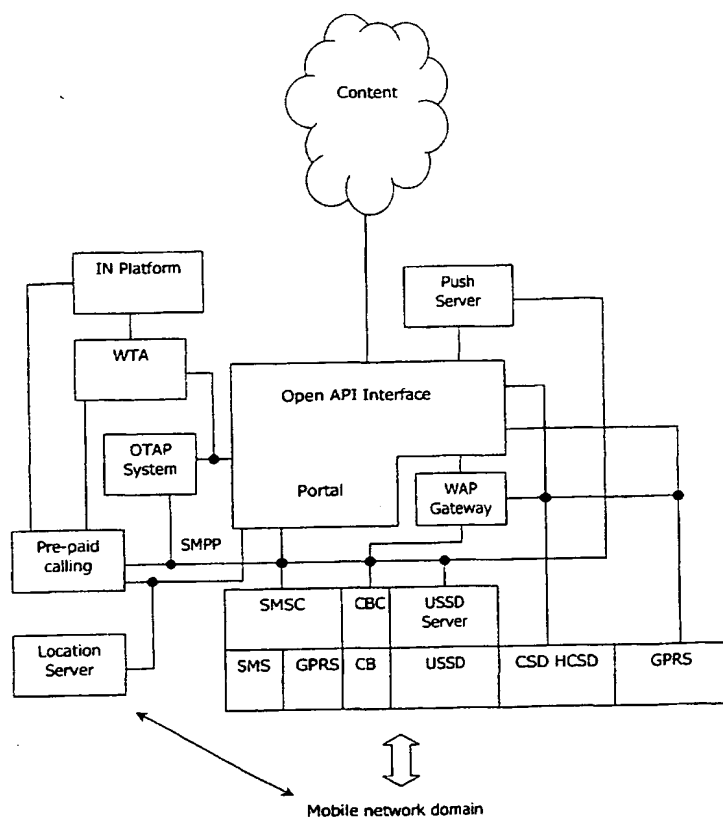 Content
IN Platform
Push
Server
WTA
Open API Interface
OTAP
System
Portal
WAP
Gateway
Pre-paid
calling
SMPP
SMSC
CBC
USSD
Server
Location
Server
SMS
GPRS
CB
USSD
CSD HCSD
GPRS
Mobile network domain